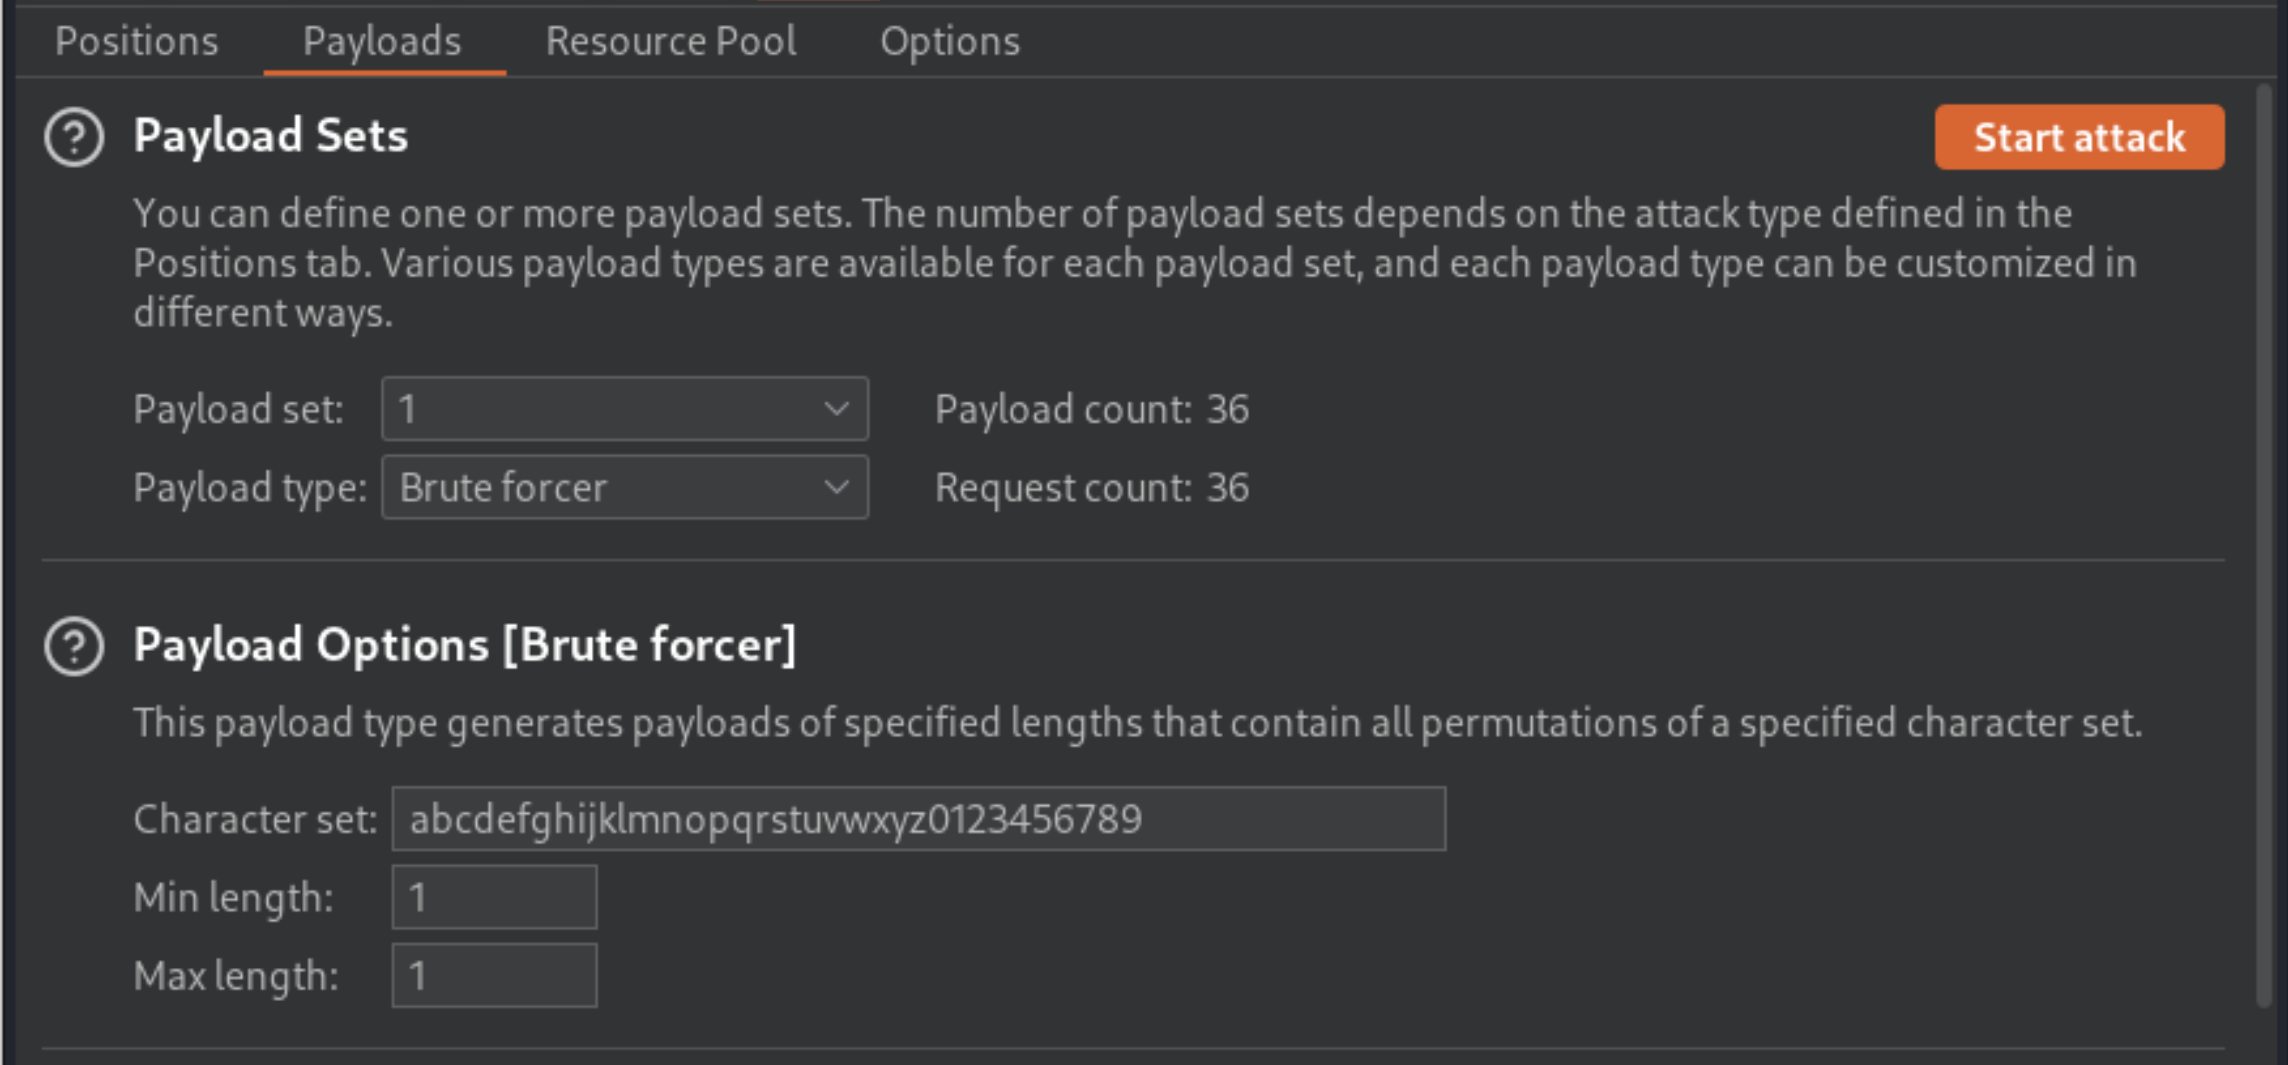 Positions Payloads Resource Pool Options
Payload Sets
Start attack
You can define one or more payload sets. The number of payload sets depends on the attack type defined in the
Positions tab. Various payload types are available for each payload set, and each payload type can be customized in
different ways.
Payload set: 1 Payload count: 36
Payload type: Brute forcer Request count: 36
Payload Options [Brute forcer]
This payload type generates payloads of specified lengths that contain all permutations of a specified character set.
Character set: abcdefghijklmnopqrstuvwxyz0123456789
Min length: 1
Max length: 1